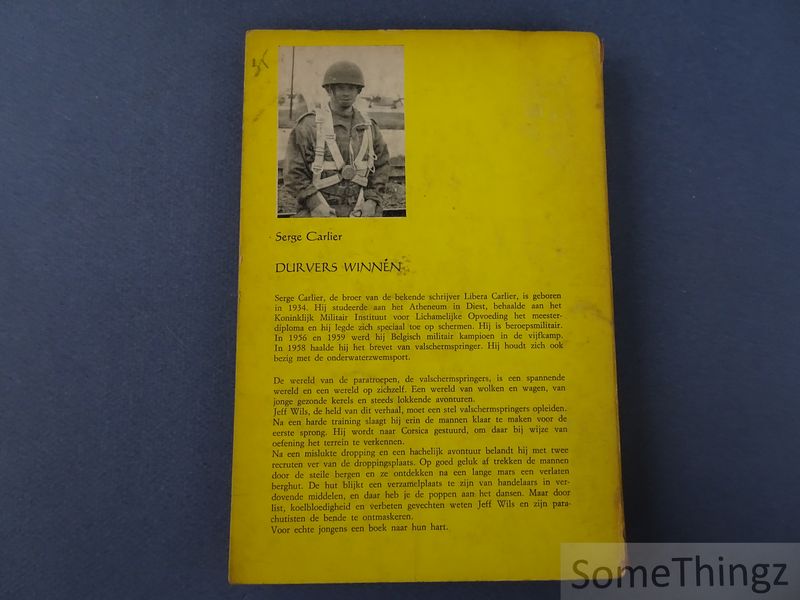 35
Serge Carlier
DURVERS WINNEN
Serge Carlier, de broer van de bekende schrijver Libera Carlier, is geboren
in 1934. Hij studeerde aan het Atheneum in Diest, behaalde aan het
Koninklijk Militair Instituut voor Lichamelijke Opvoeding het meester-
diploma en hij legde zich speciaal toe op schermen. Hij is beroepsmilitair.
In 1956 en 1959 werd hij Belgisch militair kampioen in de vijfkamp.
In 1958 haalde hij het brevet van valschermspringer. Hij houdt zich ook
bezig met de onderwaterzwemsport.
De wereld van de paratroepen, de valschermspringers, is een spannende
wereld en een wereld op zichzelf. Een wereld van wolken en wagen, van
jonge gezonde kerels en steeds lokkende avonturen.
Jeff Wils, de held van dit verhaal, moet een stel valschermspringers opleiden.
Na een harde training slaagt hij erin de mannen klaar te maken voor de
eerste sprong. Hij wordt naar Corsica gestuurd, om daar bij wijze van
oefening het terrein te verkennen.
Na een mislukte dropping en een hachelijk avontuur belandt hij met twee
recruten ver van de droppingsplaats. Op goed geluk af trekken de mannen
door de steile bergen en ze ontdekken na een lange mars een verlaten
berghut. De hut blijkt een verzamelplaats te zijn van handelaars in ver-
dovende middelen, en daar heb je de poppen aan het dansen. Maar door
list, koelbloedigheid en verbeten gevechten weten Jeff Wils en zijn para-
chutisten de bende te ontmaskeren.
Voor echte jongens een boek naar hun hart.
SomeThingz